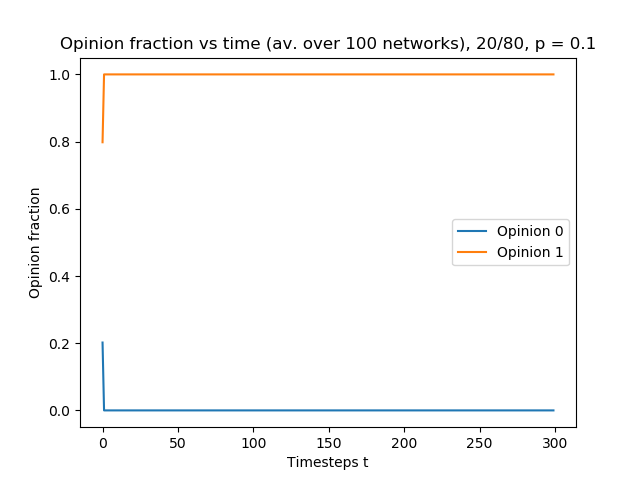 Opinion fraction vs time (av. over 100 networks), 20/80, p = 0.1
1.0
0.8
0.6
0.4
0.2
0.0
Opinion fraction
Opinion 0
Opinion 1
0 50 100 150 200 250 300
Timesteps t